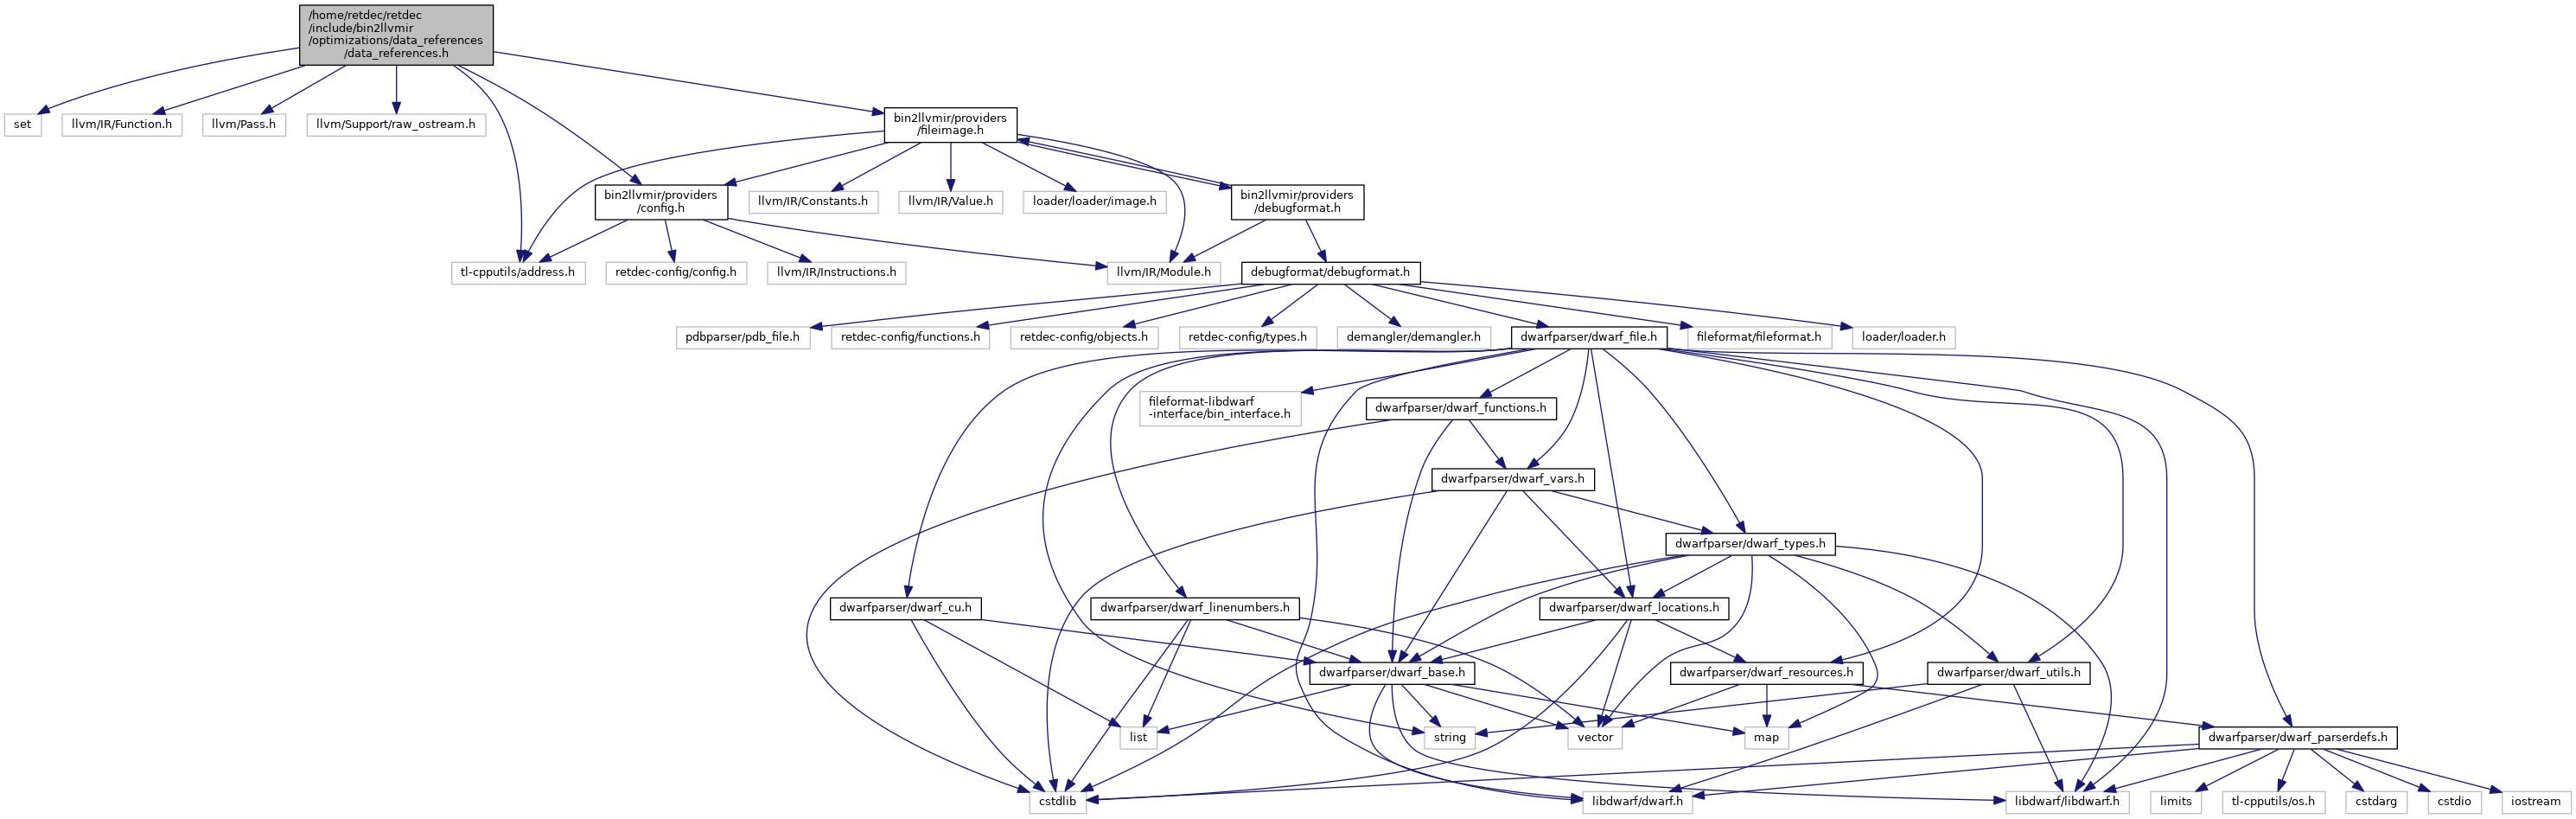 /home/retdec/retdec
/include/bin2llvmir
/optimizations/data_references
/data_references.h
set
llvm/IR/Function.h
llvm/Pass.h
llvm/Support/raw_ostream.h
bin2llvmir/providers
/fileimage.h
bin2llvmir/providers
/config.h
llvm/IR/Constants.h
llvm/IR/Value.h
loader/loader/image.h
bin2llvmir/providers
/debugformat.h
tl-cpputils/address.h
retdec-config/config.h
llvm/IR/Instructions.h
llvm/IR/Module.h
debugformat/debugformat.h
pdbparser/pdb_file.h
retdec-config/functions.h
retdec-config/objects.h
retdec-config/types.h
demangler/demangler.h
dwarfparser/dwarf_file.h
fileformat/fileformat.h
loader/loader.h
fileformat-libdwarf
-interface/bin_interface.h
dwarfparser/dwarf_functions.h
dwarfparser/dwarf_vars.h
dwarfparser/dwarf_types.h
dwarfparser/dwarf_cu.h
dwarfparser/dwarf_linenumbers.h
dwarfparser/dwarf_locations.h
dwarfparser/dwarf_base.h
dwarfparser/dwarf_resources.h
dwarfparser/dwarf_utils.h
list
string
vector
map
dwarfparser/dwarf_parserdefs.h
cstdlib
libdwarf/dwarf.h
libdwarf/libdwarf.h
limits
tl-cpputils/os.h
cstdarg
cstdio
iostream